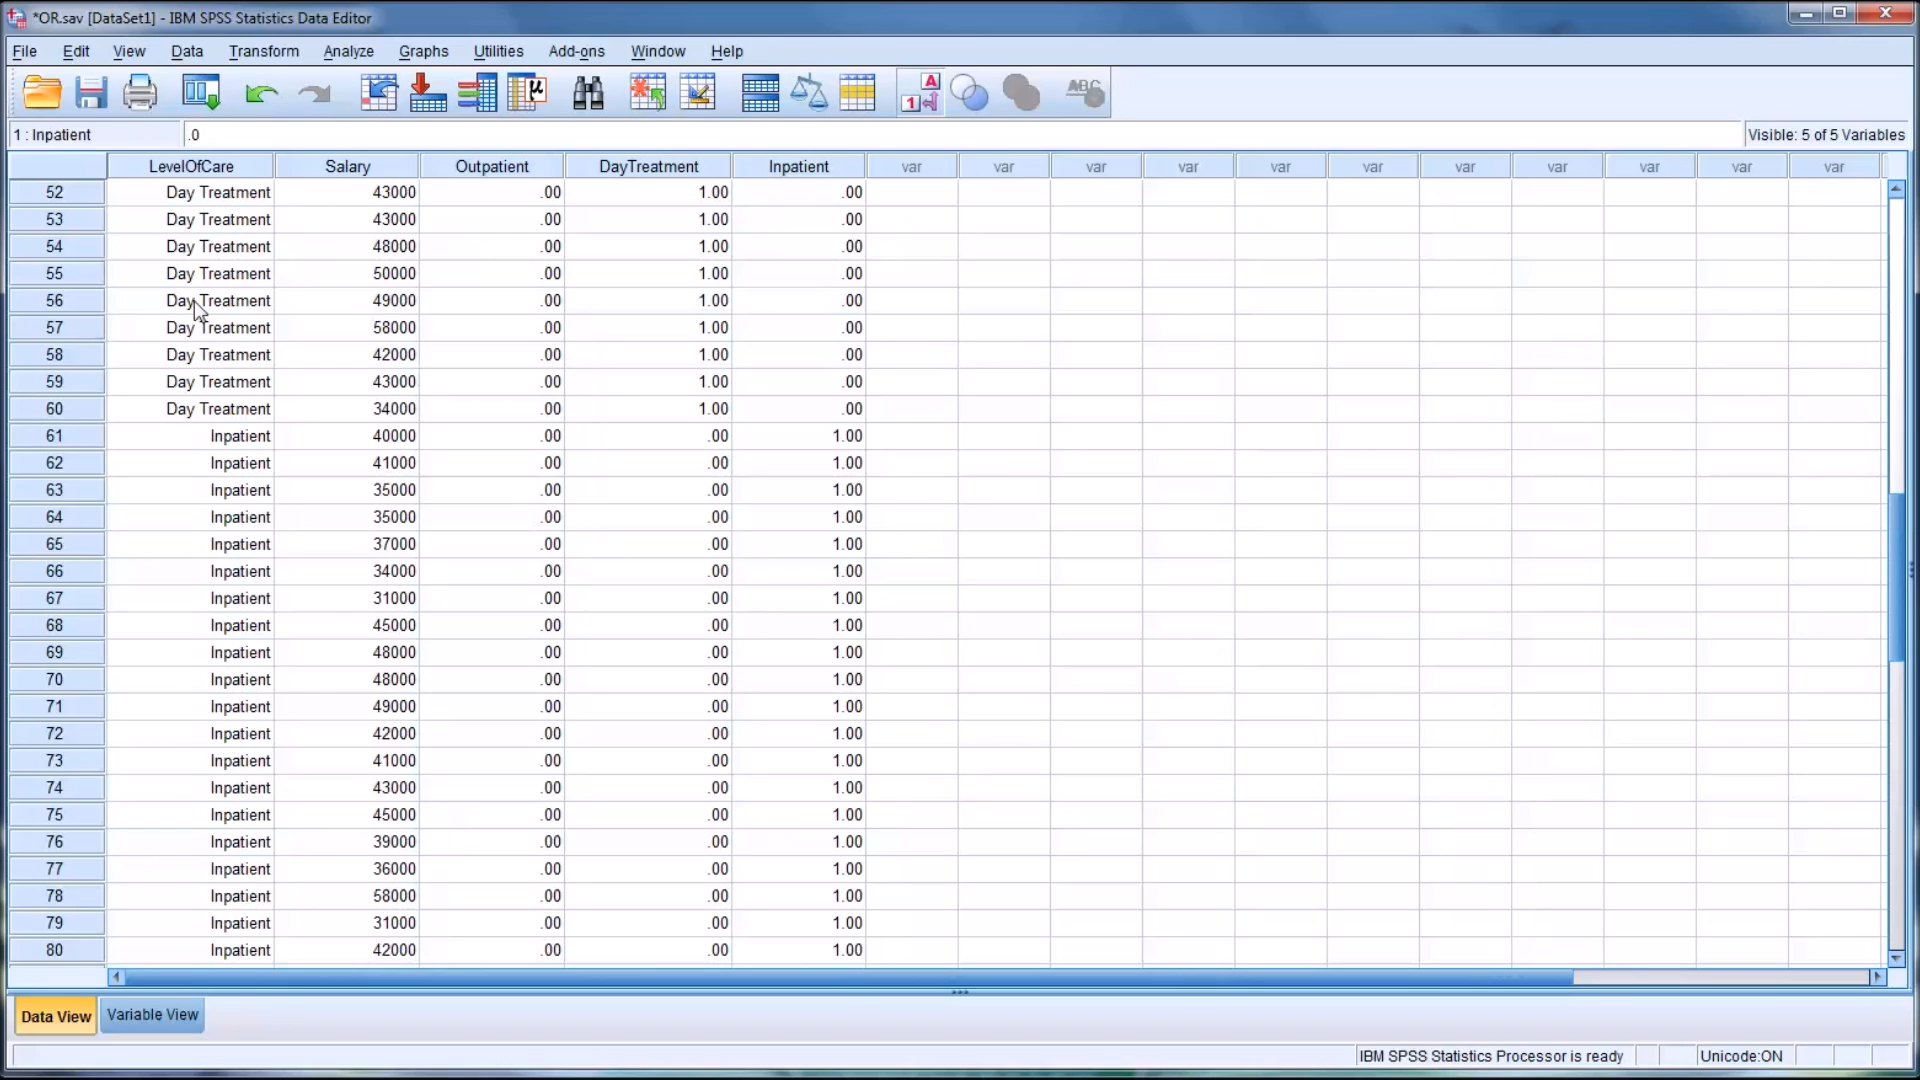 *OR.sav [DataSet1] - IBM SPSS Statistics Data Editor
File Edit View Data Transform Analyze Graphs Utilities Add-ons Window Help
1 : Inpatient .0 Visible: 5 of 5 Variables
LevelOfCare Salary Outpatient DayTreatment Inpatient var var var var var var var var var var var
52 Day Treatment 43000 .00 1.00 .00
53 Day Treatment 43000 .00 1.00 .00
54 Day Treatment 48000 .00 1.00 .00
55 Day Treatment 50000 .00 1.00 .00
56 Day Treatment 49000 .00 1.00 .00
57 Day Treatment 58000 .00 1.00 .00
58 Day Treatment 42000 .00 1.00 .00
59 Day Treatment 43000 .00 1.00 .00
60 Day Treatment 34000 .00 1.00 .00
61 Inpatient 40000 .00 .00 1.00
62 Inpatient 41000 .00 .00 1.00
63 Inpatient 35000 .00 .00 1.00
64 Inpatient 35000 .00 .00 1.00
65 Inpatient 37000 .00 .00 1.00
66 Inpatient 34000 .00 .00 1.00
67 Inpatient 31000 .00 .00 1.00
68 Inpatient 45000 .00 .00 1.00
69 Inpatient 48000 .00 .00 1.00
70 Inpatient 48000 .00 .00 1.00
71 Inpatient 49000 .00 .00 1.00
72 Inpatient 42000 .00 .00 1.00
73 Inpatient 41000 .00 .00 1.00
74 Inpatient 43000 .00 .00 1.00
75 Inpatient 45000 .00 .00 1.00
76 Inpatient 39000 .00 .00 1.00
77 Inpatient 36000 .00 .00 1.00
78 Inpatient 58000 .00 .00 1.00
79 Inpatient 31000 .00 .00 1.00
80 Inpatient 42000 .00 .00 1.00
Data View Variable View
IBM SPSS Statistics Processor is ready Unicode:ON